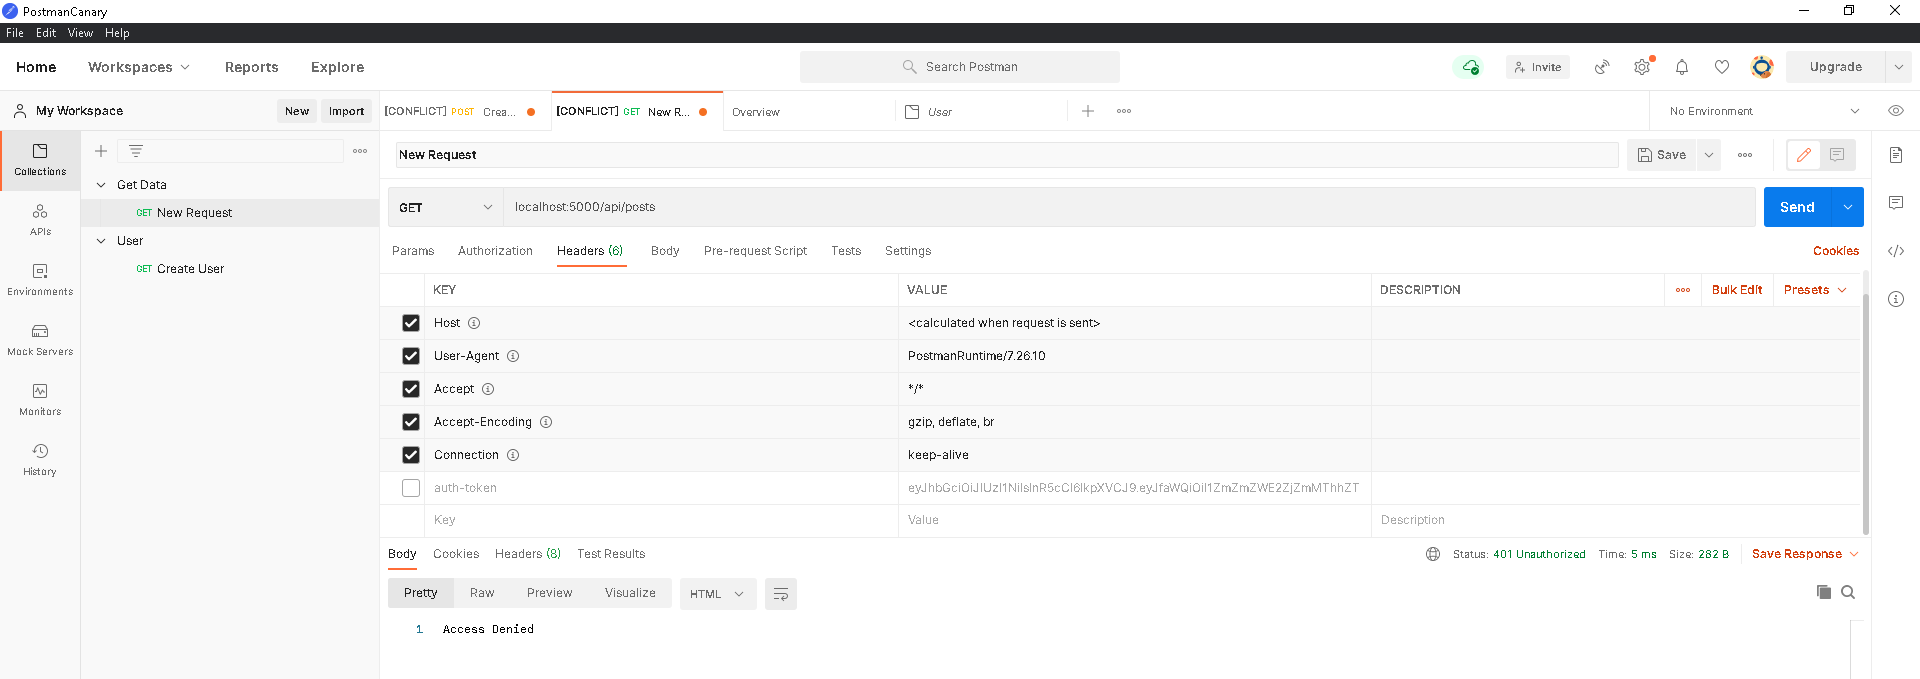 PostmanCanary
File Edit View Help
Home Workspaces Reports Explore
Search Postman
Invite
Upgrade
My Workspace
New Import
[CONFLICT] POST Crea...
[CONFLICT] GET New R...
Overview
User
No Environment
Collections
APIs
Environments
Mock Servers
Monitors
History
Get Data
GET New Request
User
GET Create User
New Request
Save
GET localhost:5000/api/posts
Send
Params Authorization Headers (6) Body Pre-request Script Tests Settings
Cookies
KEY VALUE DESCRIPTION
Bulk Edit Presets
Host <calculated when request is sent>
User-Agent PostmanRuntime/7.26.10
Accept */*
Accept-Encoding gzip, deflate, br
Connection keep-alive
auth-token
Key Value Description
Body Cookies Headers (8) Test Results
Status: 401 Unauthorized Time: 5 ms Size: 282 B
Save Response
Pretty Raw Preview Visualize HTML
1 Access Denied